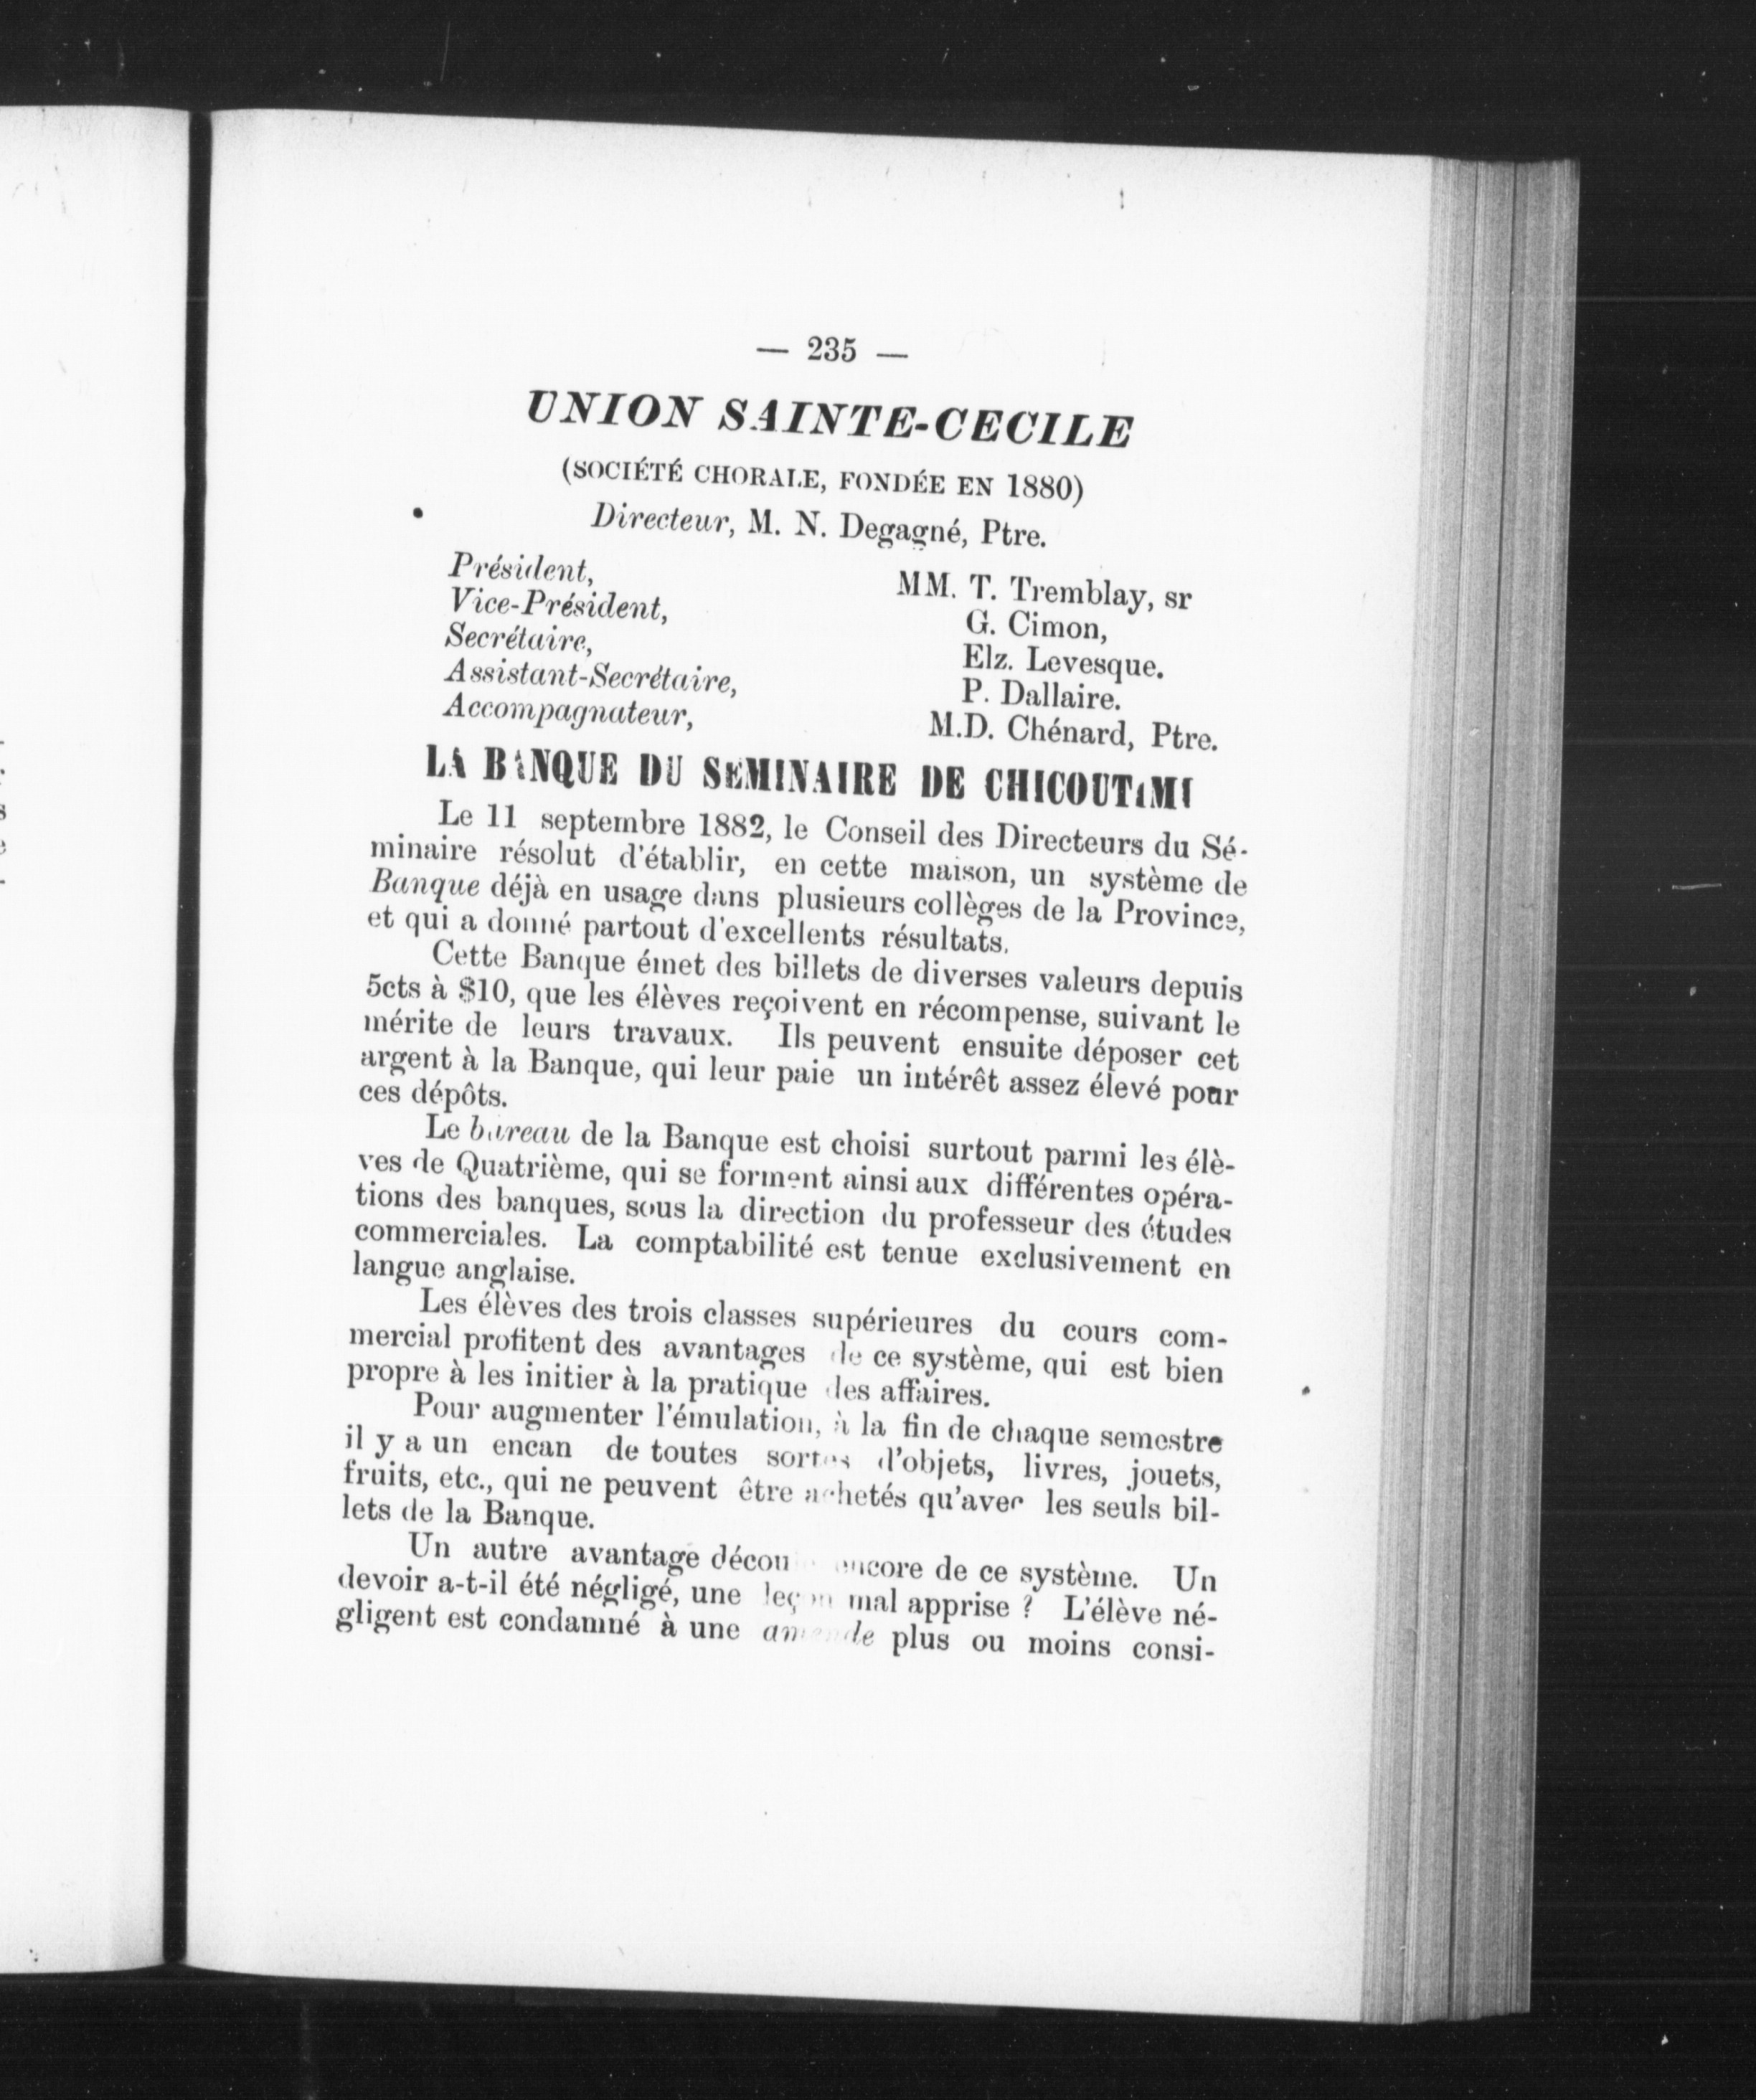 — 235 —
UNION SAINTE-CECILE
(SOCIÉTÉ CHORALE, FONDÉE EN 1880)
Directeur, M. N. Degagné, Ptre.
Président, MM. T. Tremblay, sr
Vice-Président, G. Cimon,
Secrétaire, Elz. Levesque.
Assistant-Secrétaire, P. Dallaire.
Accompagnateur, M.D. Chénard, Ptre.
LA BANQUE DU SEMINAIRE DE CHICOUTIMI
Le 11 septembre 1882, le Conseil des Directeurs du Sé-
minaire résolut d'établir, en cette maison, un système de
Banque déjà en usage dans plusieurs collèges de la Province,
et qui a donné partout d'excellents résultats.
Cette Banque émet des billets de diverses valeurs depuis
5cts à $10, que les élèves reçoivent en récompense, suivant le
mérite de leurs travaux. Ils peuvent ensuite déposer cet
argent à la Banque, qui leur paie un intérêt assez élevé pour
ces dépôts.
Le bureau de la Banque est choisi surtout parmi les élè-
ves de Quatrième, qui se forment ainsi aux différentes opéra-
tions des banques, sous la direction du professeur des études
commerciales. La comptabilité est tenue exclusivement en
langue anglaise.
Les élèves des trois classes supérieures du cours com-
mercial profitent des avantages de ce système, qui est bien
propre à les initier à la pratique des affaires.
Pour augmenter l'émulation, à la fin de chaque semestre
il y a un encan de toutes sortes d'objets, livres, jouets,
fruits, etc., qui ne peuvent être achetés qu'avec les seuls bil-
lets de la Banque.
Un autre avantage découle encore de ce système. Un
devoir a-t-il été négligé, une leçon mal apprise ? L'élève né-
gligent est condamné à une amende plus ou moins consi-